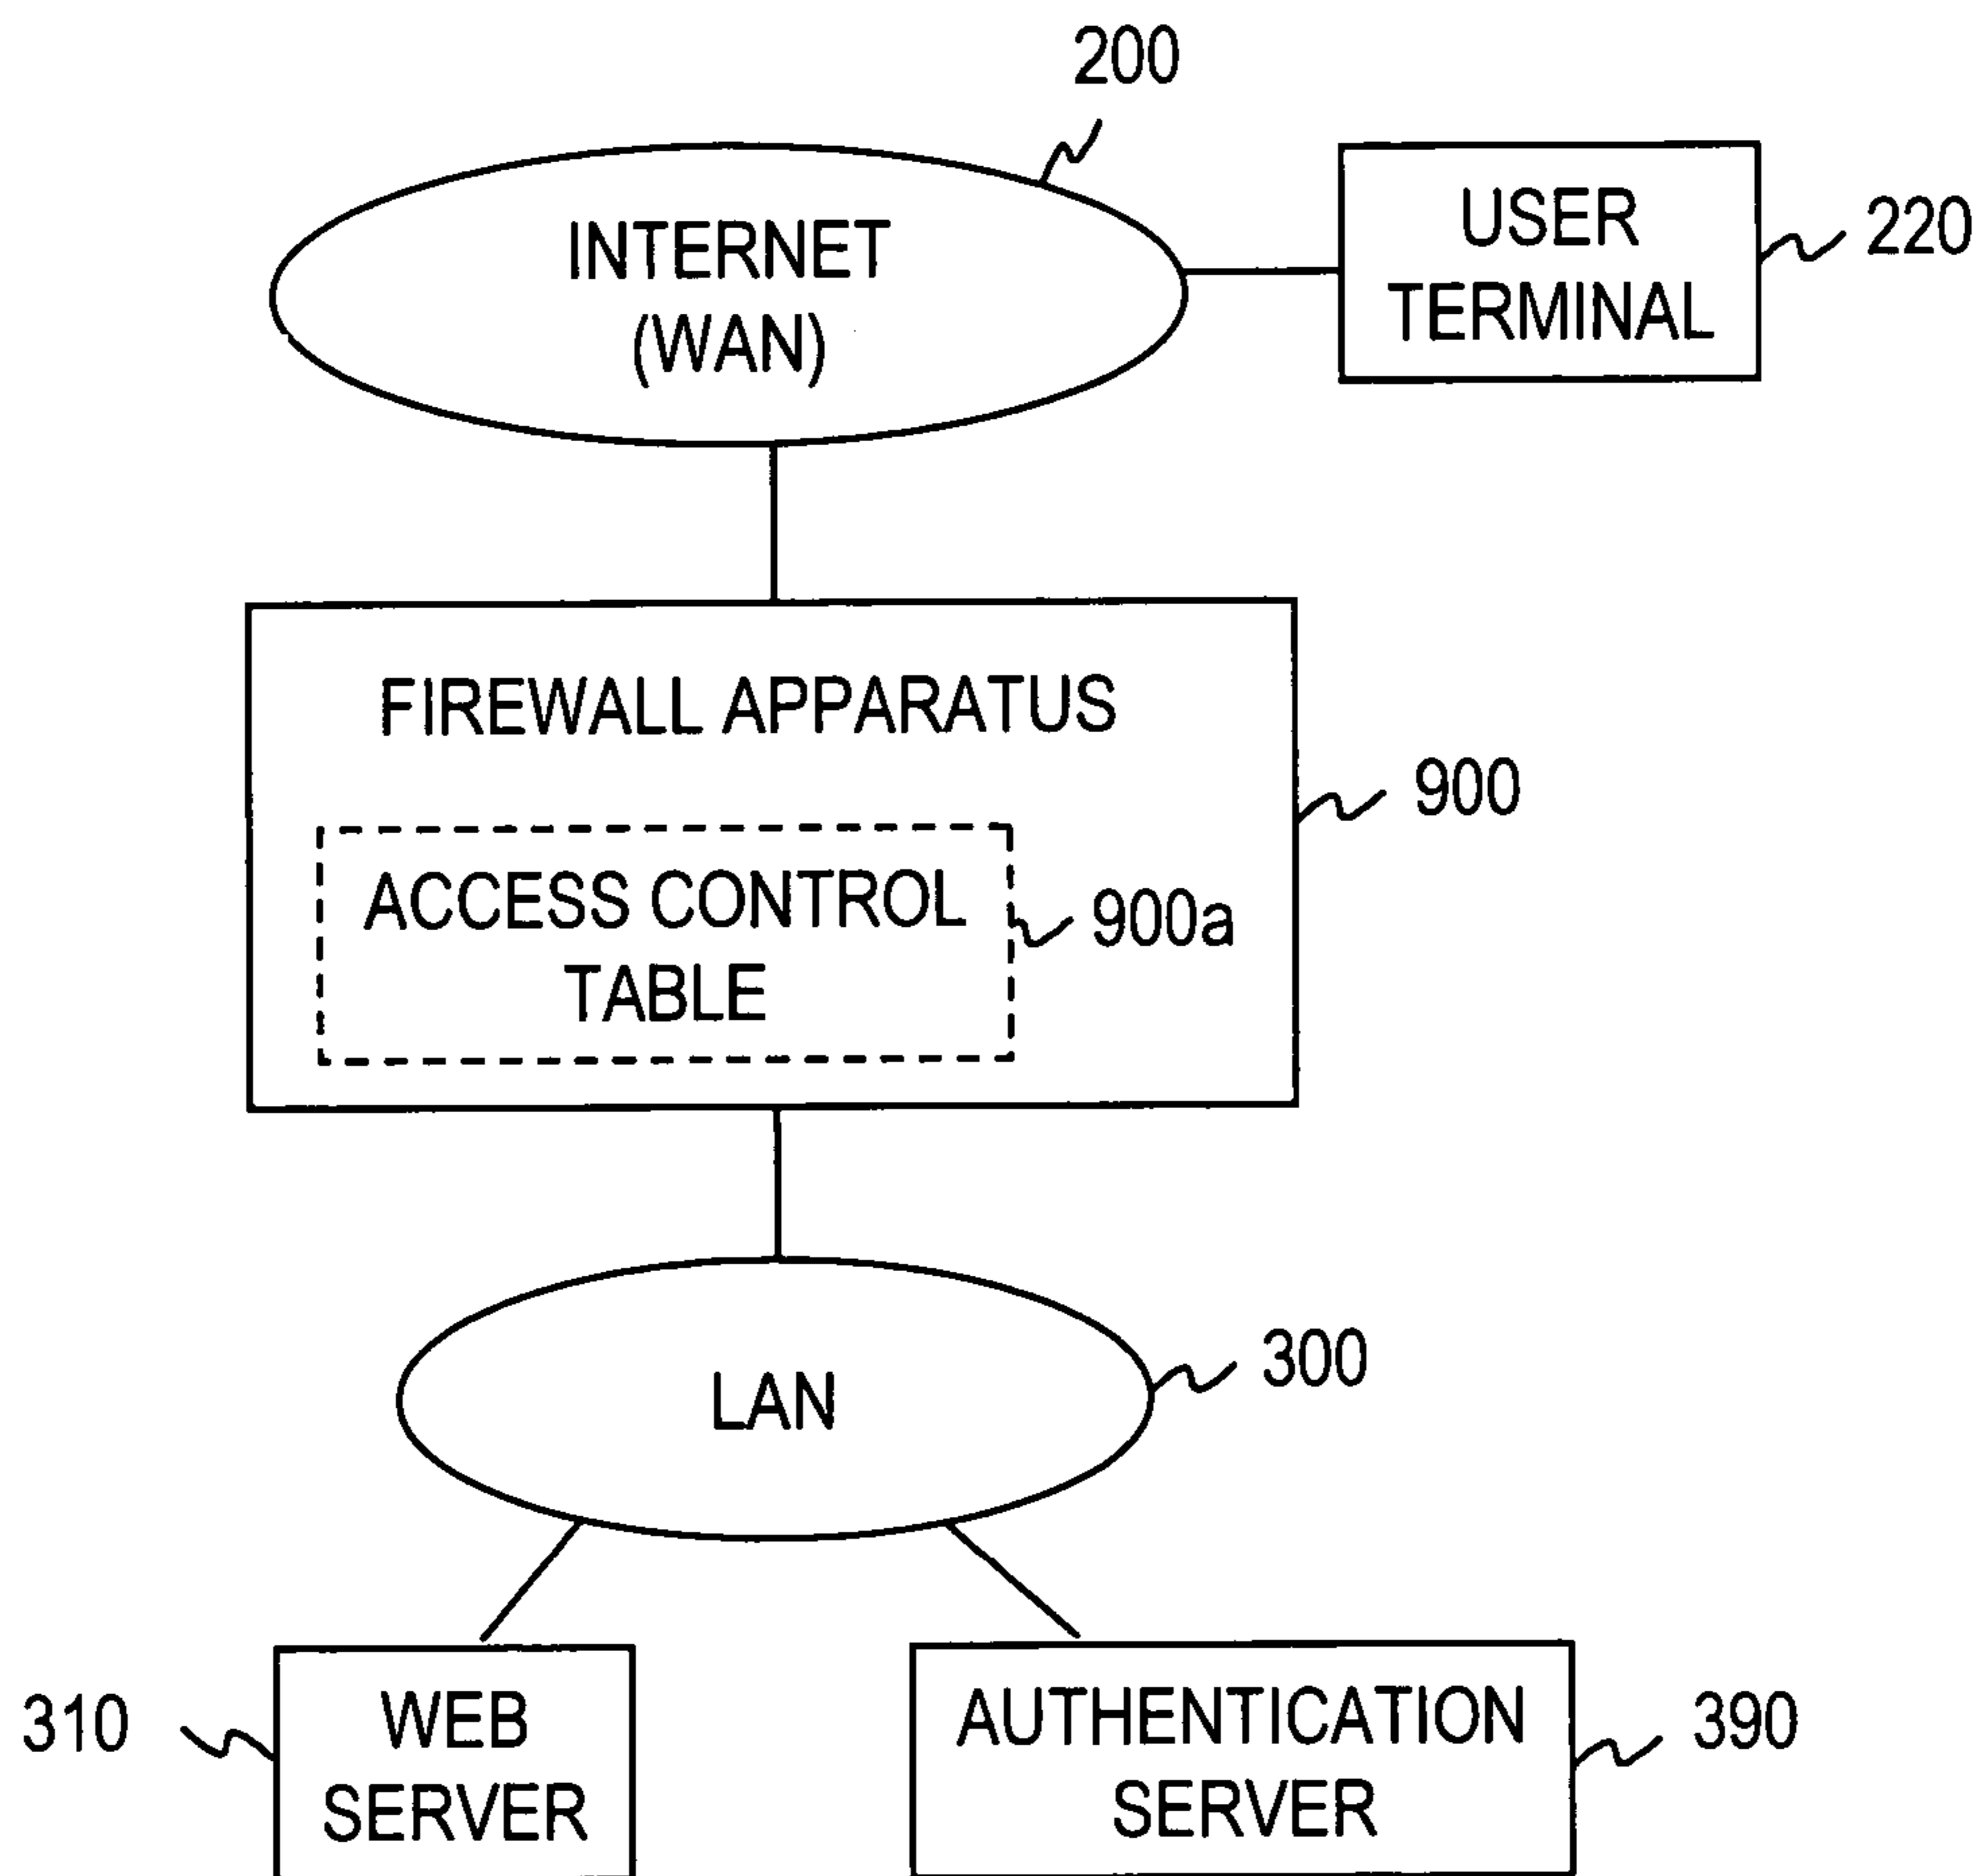 200
INTERNET
(WAN)
USER
TERMINAL
220
FIREWALL APPARATUS
900
ACCESS CONTROL
TABLE
900a
LAN
300
310
WEB
SERVER
AUTHENTICATION
SERVER
390